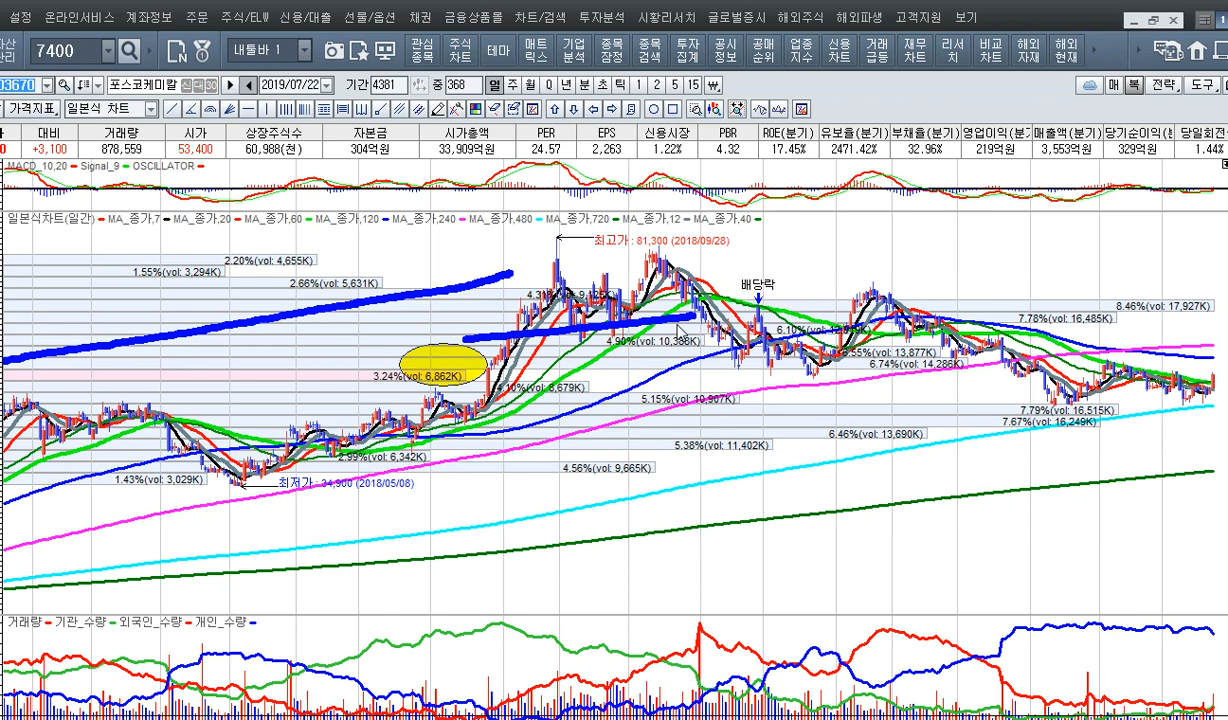 설정 온라인서비스 계좌정보 주문 주식/ELW 신용/대출 선물/옵션 채권 금융상품몰 차트/검색 투자분석 시황리서치 글로벌증시 해외주식 해외파생 고객지원 보기
자산 7400 내툴바 1 관심 주식 테마 매트 기업 종목 종목 투자 공시 공매 업종 신용 거래 재무 리서 비교 해외 해외
관리 종목 차트 릭스 분석 잠정 검색 집계 정보 순위 지수 차트 급등 차트 치 차트 자재 현재
03670 포스코케미칼 신 대 30 2019/07/22 기간 4381 중 368 일 주 월 Q 년 분 초 틱 1 2 5 15 ₩ 매 복 전략 도구
가격지표 일본식 차트
대비 거래량 시가 상장주식수 자본금 시가총액 PER EPS 신용시장 PBR ROE(분기) 유보율(분기) 부채율(분기) 영업이익(분기 매출액(분기) 당기순이익( 당일회전
+3,100 878,559 53,400 60,988(천) 304억원 33,909억원 24.57 2,263 1.22% 4.32 17.45% 2471.42% 32.96% 219억원 3,553억원 329억원 1.44%
MACD_10,20 Signal_9 OSCILLATOR
일본식차트(일간) MA_종가,7 MA_종가,20 MA_종가,60 MA_종가,120 MA_종가,240 MA_종가,480 MA_종가,720 MA_종가,12 MA_종가,40
최고가 : 81,300 (2018/09/28)
2.20%(vol: 4,655K)
1.55%(vol: 3,294K)
2.66%(vol: 5,631K)
배당락
8.46%(vol: 17,927K)
7.78%(vol: 16,485K)
4.90%(vol: 10,388K)
13,877K)
6.74%(vol: 14,286K)
3.24%(vol: 6,862K)
4.10%(vol: 8,679K)
5.15%(vol: 10,907K)
7.79%(vol: 16,515K)
7.67%(vol: 16,249K)
6.46%(vol: 13,690K)
5.38%(vol: 11,402K)
2.99%(vol: 6,342K)
4.56%(vol: 9,665K)
1.43%(vol: 3,029K)
최저가 : 34,900 (2018/05/08)
거래량 기관_수량 외국인_수량 개인_수량